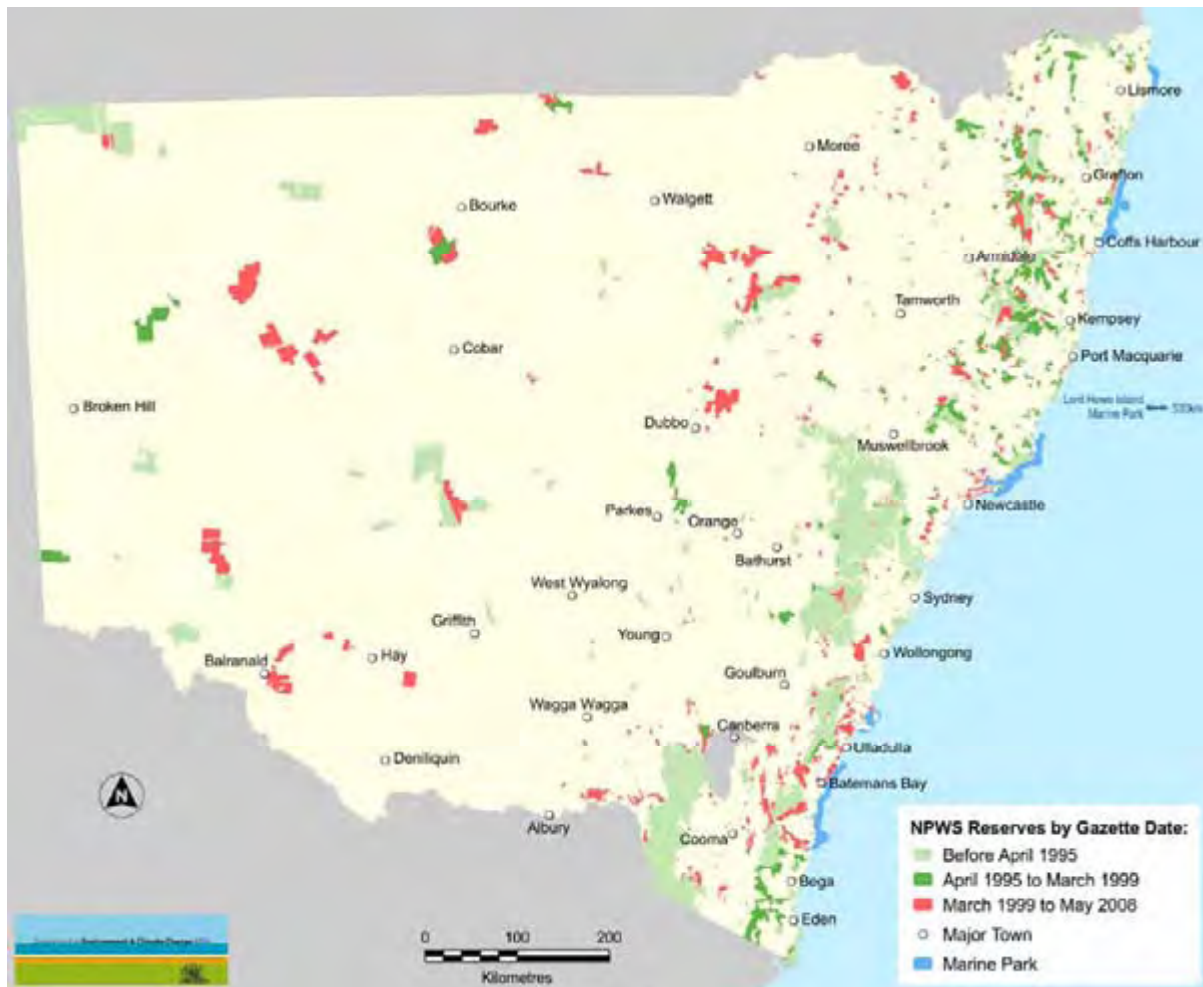 Lismore
Moree
Grafton
Walgett
Bourke
Coffs Harbour
Armidale
Tamworth
Kempsey
Cobar
Port Macquarie
Broken Hill
Lord Howe Island
Marine Park
Dubbo
Muswellbrook
Newcastle
Parkes
Orange
Bathurst
West Wyalong
Sydney
Griffith
Young
Balranald
Hay
Wollongong
Goulburn
Wagga Wagga
Canberra
Ulladulla
Deniliquin
Batemans Bay
N
Albury
Cooma
Bega
Eden
NPWS Reserves by Gazette Date:
Before April 1995
April 1995 to March 1999
March 1999 to May 2008
Major Town
Marine Park
0 100 200
Kilometres